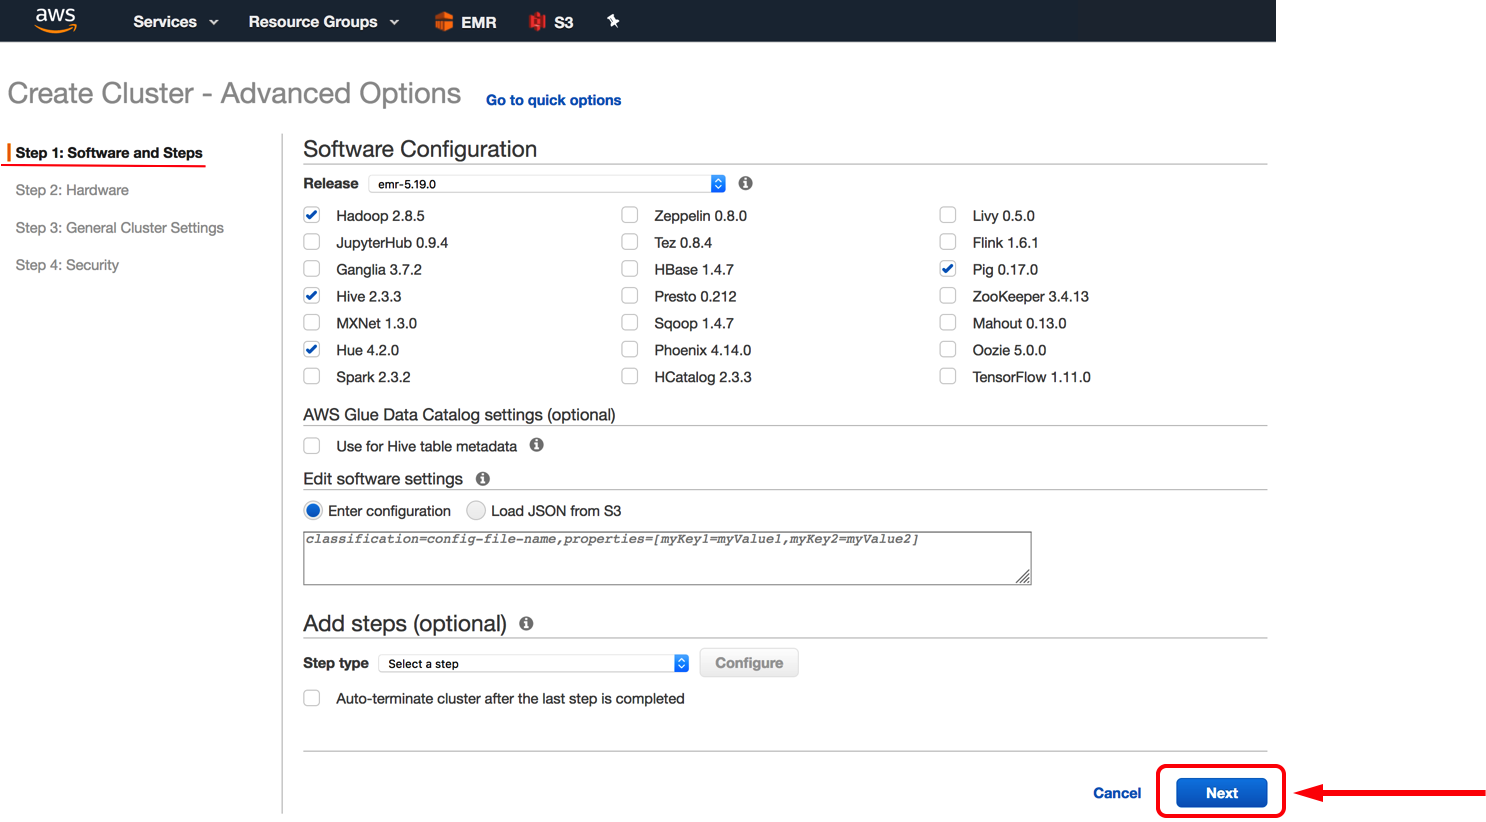 aws Services Resource Groups EMR S3
Create Cluster - Advanced Options Go to quick options
Step 1: Software and Steps
Step 2: Hardware
Step 3: General Cluster Settings
Step 4: Security
Software Configuration
Release emr-5.19.0
Hadoop 2.8.5 Zeppelin 0.8.0 Livy 0.5.0
JupyterHub 0.9.4 Tez 0.8.4 Flink 1.6.1
Ganglia 3.7.2 HBase 1.4.7 Pig 0.17.0
Hive 2.3.3 Presto 0.212 ZooKeeper 3.4.13
MXNet 1.3.0 Sqoop 1.4.7 Mahout 0.13.0
Hue 4.2.0 Phoenix 4.14.0 Oozie 5.0.0
Spark 2.3.2 HCatalog 2.3.3 TensorFlow 1.11.0
AWS Glue Data Catalog settings (optional)
Use for Hive table metadata
Edit software settings
Enter configuration Load JSON from S3
classification=config-file-name,properties=[myKey1=myValue1,myKey2=myValue2]
Add steps (optional)
Step type Select a step Configure
Auto-terminate cluster after the last step is completed
Cancel Next